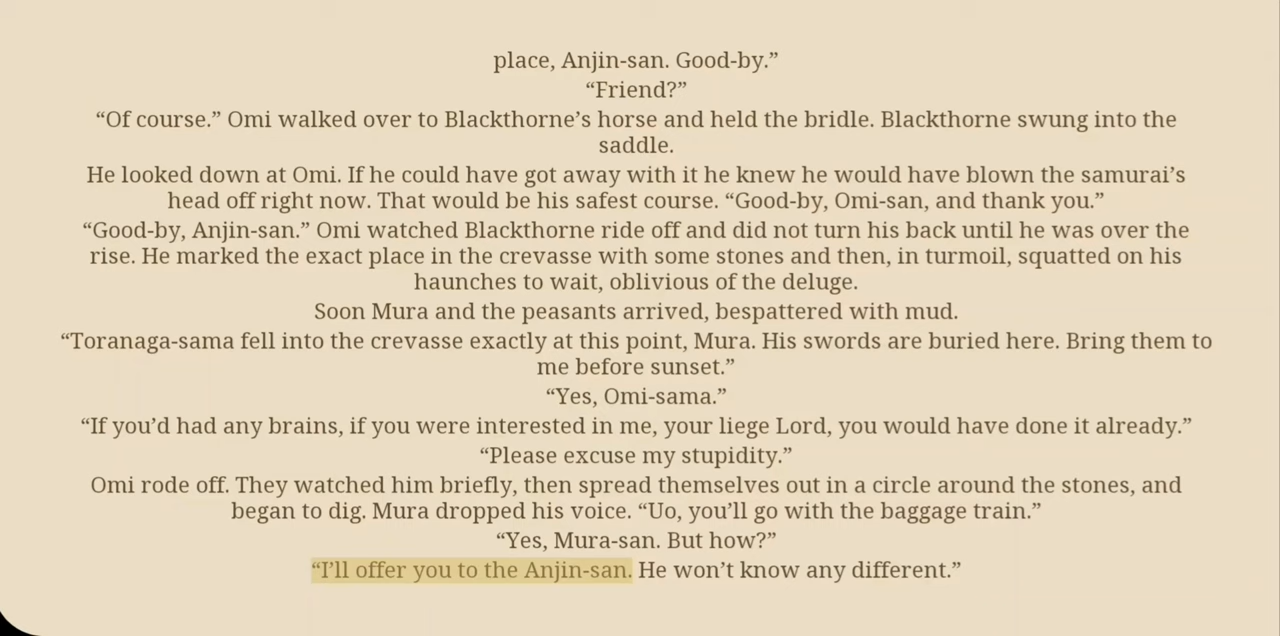 place, Anjin-san. Good-by.”
“Friend?”
“Of course.” Omi walked over to Blackthorne’s horse and held the bridle. Blackthorne swung into the
saddle.
He looked down at Omi. If he could have got away with it he knew he would have blown the samurai’s
head off right now. That would be his safest course. “Good-by, Omi-san, and thank you.”
“Good-by, Anjin-san.” Omi watched Blackthorne ride off and did not turn his back until he was over the
rise. He marked the exact place in the crevasse with some stones and then, in turmoil, squatted on his
haunches to wait, oblivious of the deluge.
Soon Mura and the peasants arrived, bespattered with mud.
“Toranaga-sama fell into the crevasse exactly at this point, Mura. His swords are buried here. Bring them to
me before sunset.”
“Yes, Omi-sama.”
“If you’d had any brains, if you were interested in me, your liege Lord, you would have done it already.”
“Please excuse my stupidity.”
Omi rode off. They watched him briefly, then spread themselves out in a circle around the stones, and
began to dig. Mura dropped his voice. “Uo, you’ll go with the baggage train.”
“Yes, Mura-san. But how?”
“I’ll offer you to the Anjin-san. He won’t know any different.”